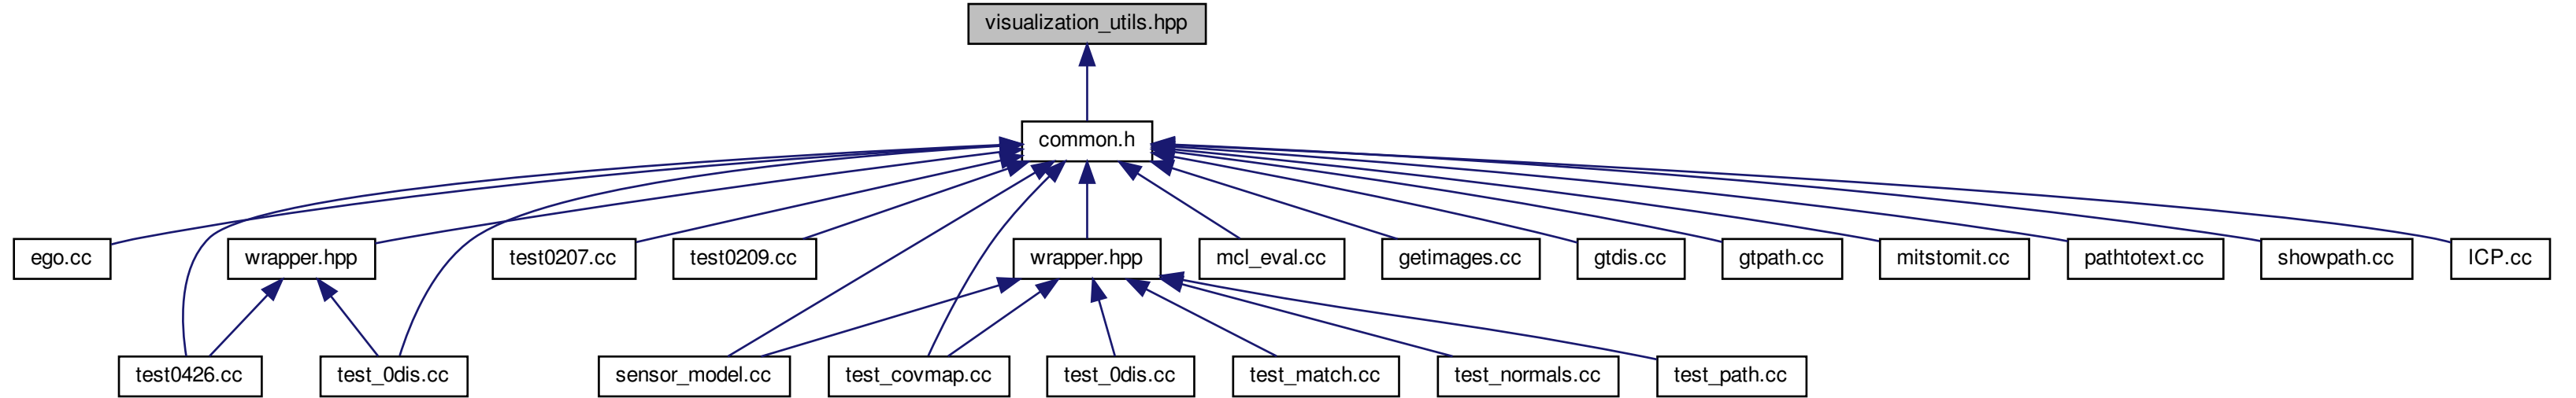 visualization_utils.hpp
common.h
ego.cc
wrapper.hpp
test0207.cc
test0209.cc
wrapper.hpp
mcl_eval.cc
getimages.cc
gtdis.cc
gtpath.cc
mitstomit.cc
pathtotext.cc
showpath.cc
ICP.cc
test0426.cc
test_0dis.cc
sensor_model.cc
test_covmap.cc
test_0dis.cc
test_match.cc
test_normals.cc
test_path.cc